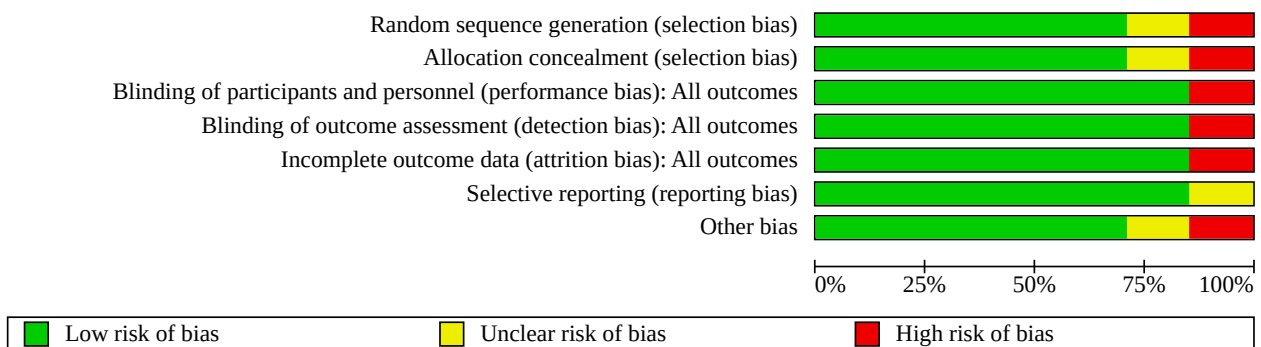 Random sequence generation (selection bias)
Allocation concealment (selection bias)
Blinding of participants and personnel (performance bias): All outcomes
Blinding of outcome assessment (detection bias): All outcomes
Incomplete outcome data (attrition bias): All outcomes
Selective reporting (reporting bias)
Other bias
0% 25% 50% 75% 100%
Low risk of bias Unclear risk of bias High risk of bias